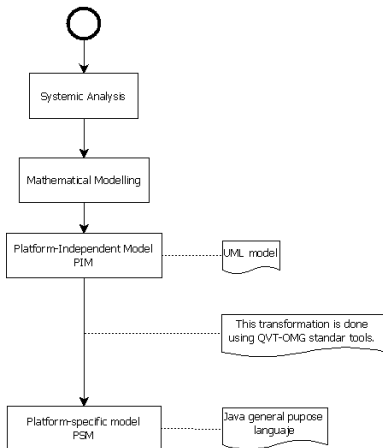 Systemic Analysis
Mathematical Modelling
Platform-Independent Model
PIM
UML model
This transformation is done
using QVT-OMG standar tools.
Platform-specific model
PSM
Java general pupose
languaje